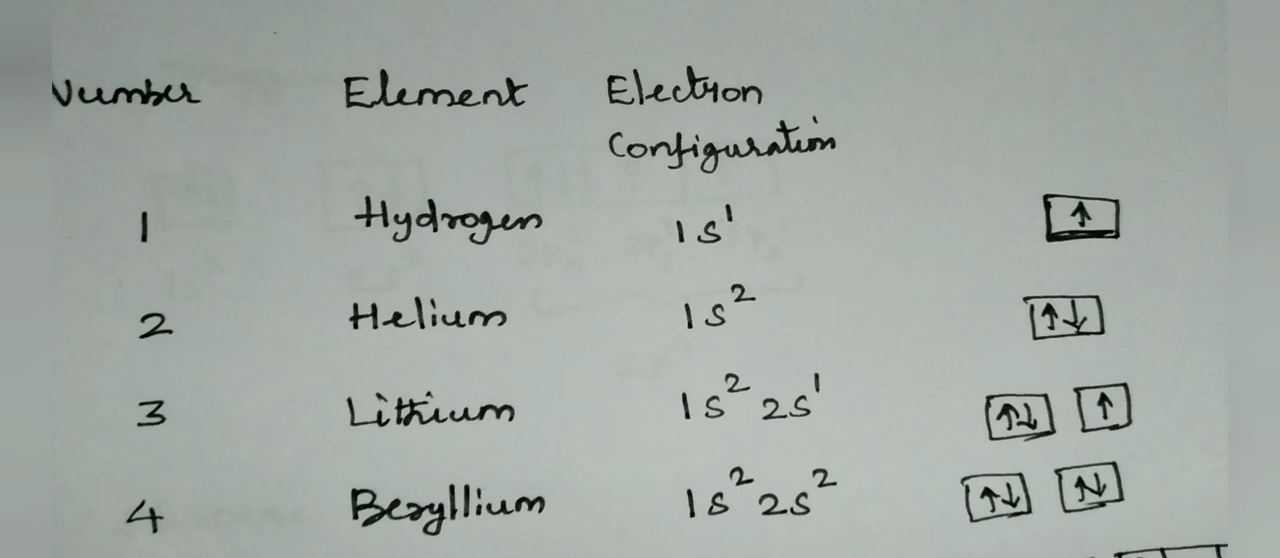 Number Element Electron
Configuration
1 Hydrogen 1s¹ ↑
2 Helium 1s² ↑↓
3 Lithium 1s² 2s¹ ↑↓ ↑
4 Beryllium 1s² 2s² ↑↓ ↑↓